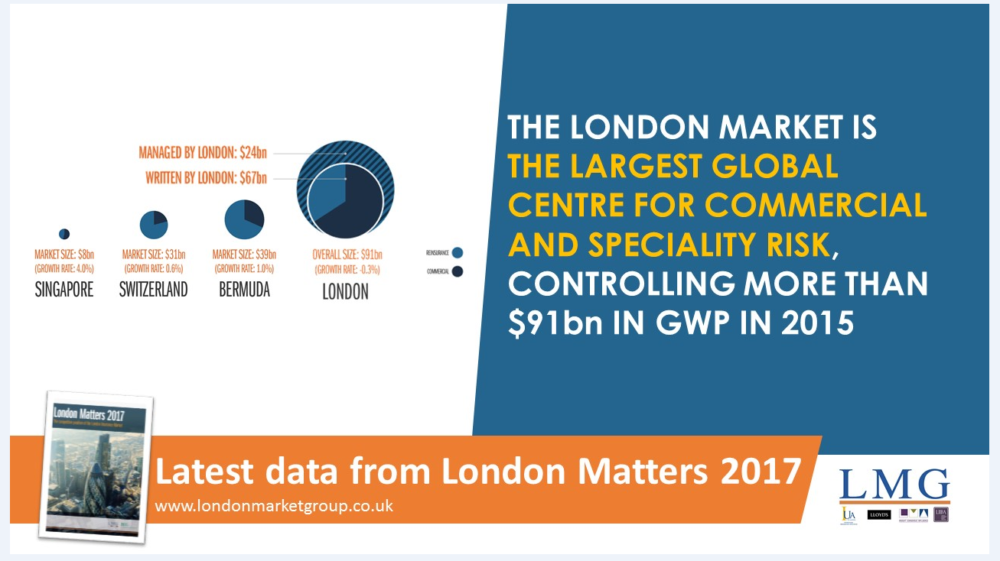 MANAGED BY LONDON: $24bn
WRITTEN BY LONDON: $67bn
MARKET SIZE: $8bn
(GROWTH RATE: 4.0%)
SINGAPORE
MARKET SIZE: $31bn
(GROWTH RATE: 0.6%)
SWITZERLAND
MARKET SIZE: $39bn
(GROWTH RATE: 1.0%)
BERMUDA
OVERALL SIZE: $91bn
(GROWTH RATE: -0.3%)
LONDON
REINSURANCE
COMMERCIAL
THE LONDON MARKET IS
THE LARGEST GLOBAL
CENTRE FOR COMMERCIAL
AND SPECIALITY RISK,
CONTROLLING MORE THAN
$91bn IN GWP IN 2015
London Matters 2017
Latest data from London Matters 2017
www.londonmarketgroup.co.uk
LMG
IUA
LLOYD'S